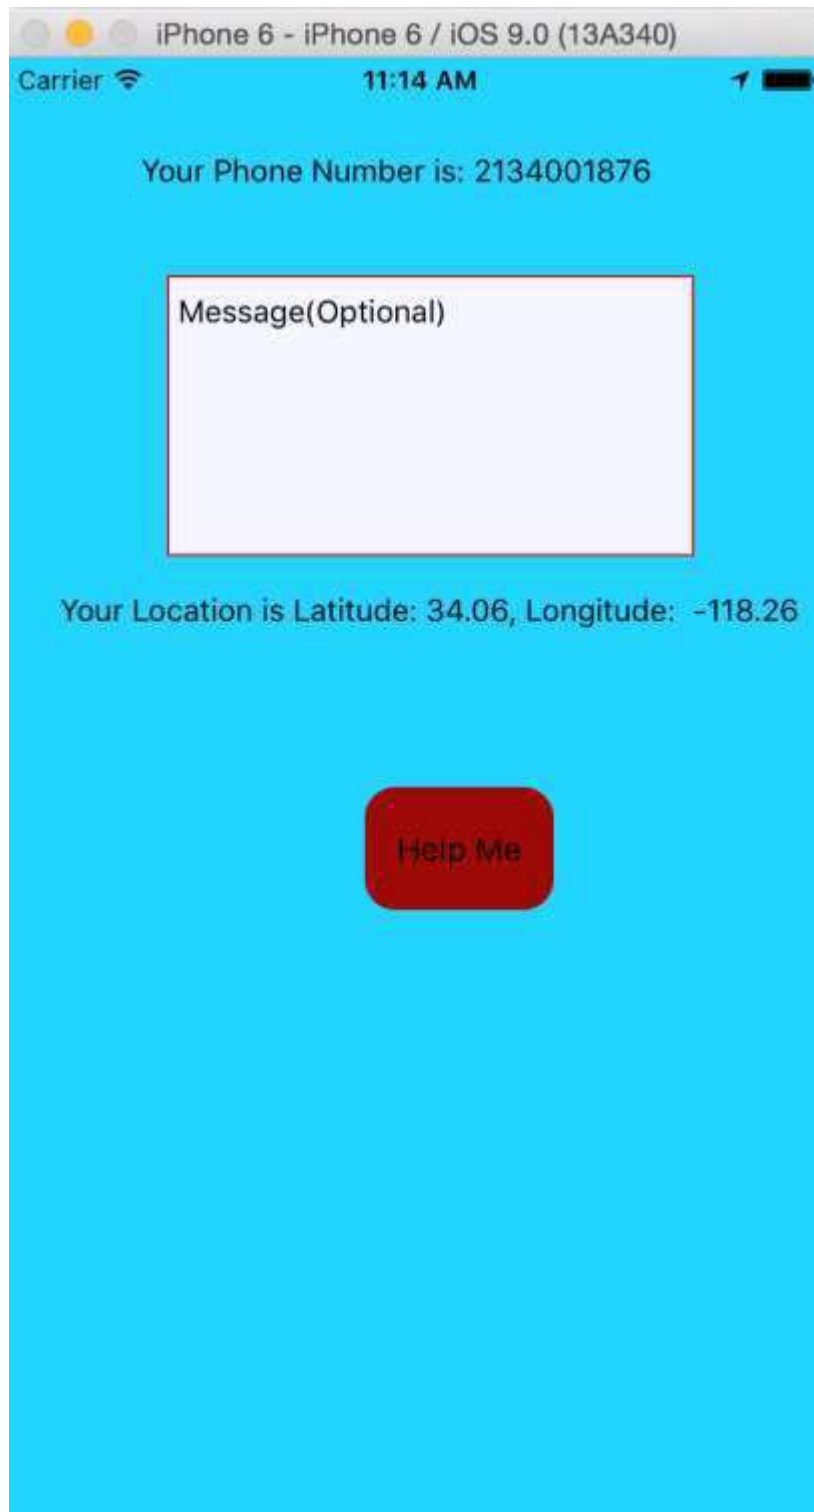 iPhone 6 - iPhone 6 / iOS 9.0 (13A340)
Carrier 11:14 AM
Your Phone Number is: 2134001876
Message(Optional)
Your Location is Latitude: 34.06, Longitude:  -118.26
Help Me